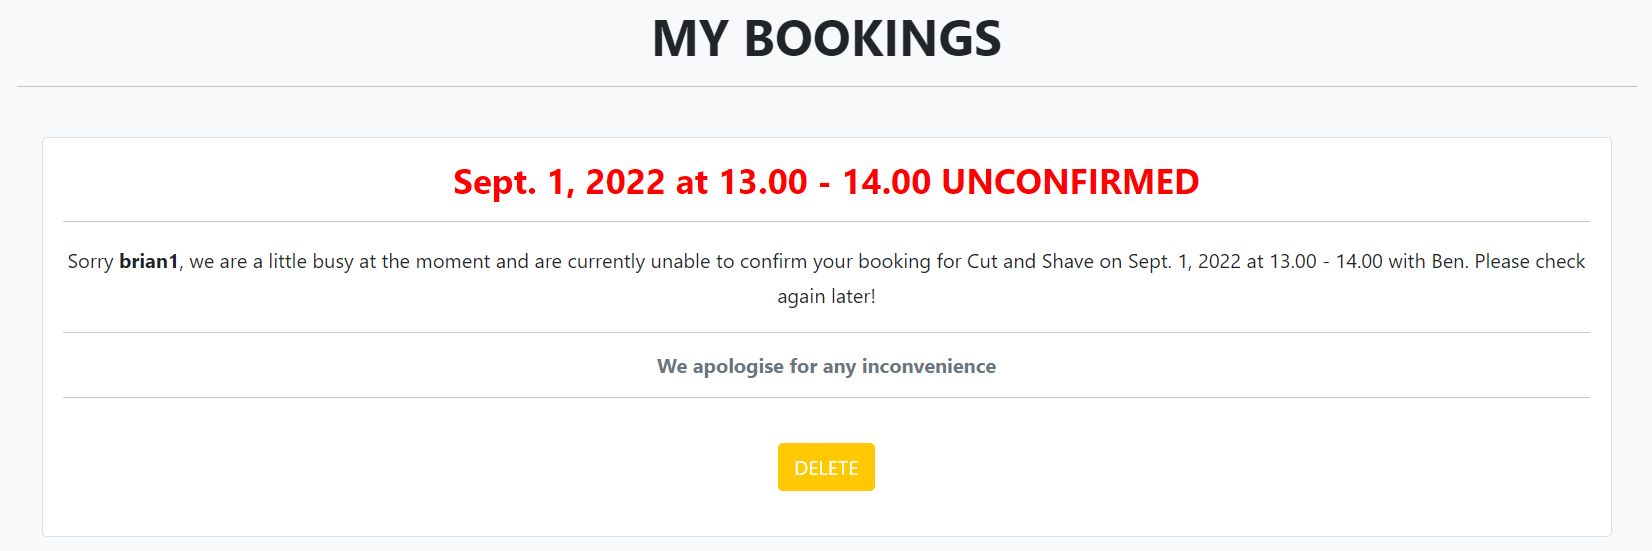 MY BOOKINGS
Sept. 1, 2022 at 13.00 - 14.00 UNCONFIRMED
Sorry brian1, we are a little busy at the moment and are currently unable to confirm your booking for Cut and Shave on Sept. 1, 2022 at 13.00 - 14.00 with Ben. Please check
again later!
We apologise for any inconvenience
DELETE